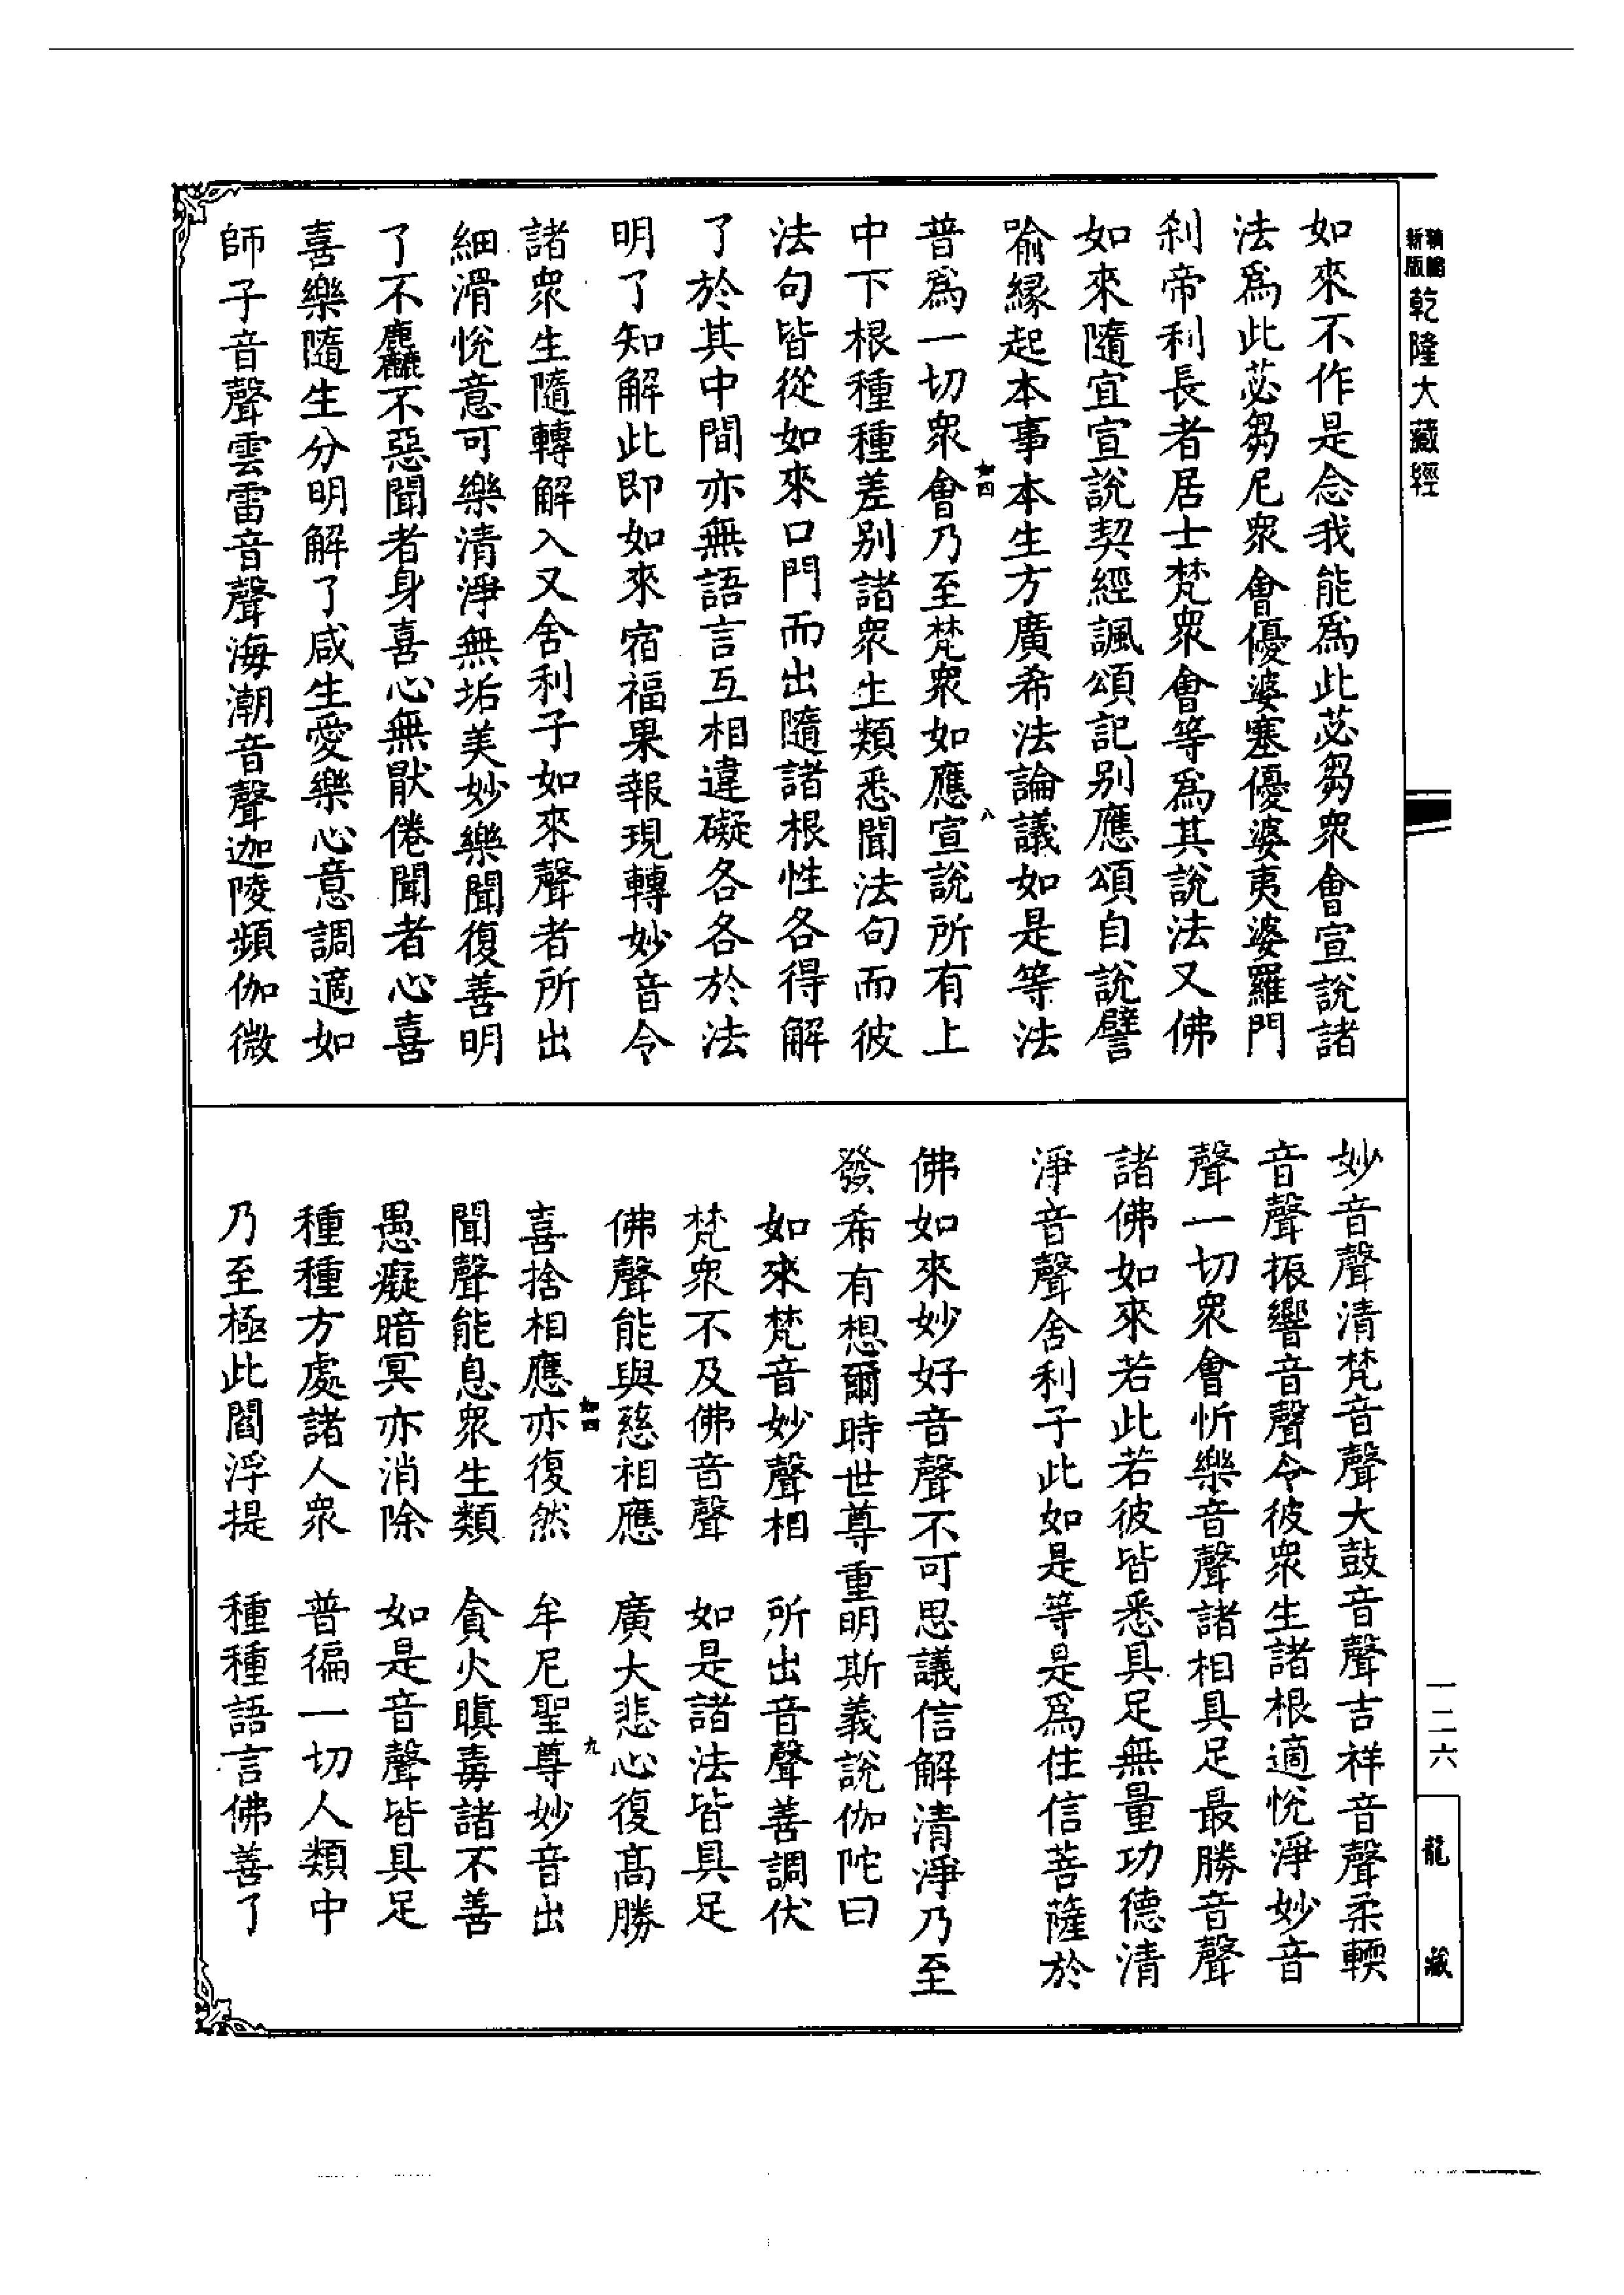 新版
乾隆大藏經
如來不作是念我能爲此苾芻衆會宣說諸
法爲此苾芻尼衆會優婆塞優婆夷婆羅門
剎帝利長者居士梵衆會等爲其說法又佛
如來隨宜宣說契經諷頌記别應頌自說譬
喻緣起本事本生方廣希法論議如是等法
如四
八
普爲一切衆會乃至梵衆如應宣說所有上
中下根種種差别諸衆生類悉聞法句而彼
法句皆從如來口門而出隨諸根性各得解
了於其中間亦無語言互相違礙各各於法
明了知解此即如來宿福果報現轉妙音令
諸衆生隨轉解入又舍利子如來聲者所出
細滑悅意可樂清淨無垢美妙樂聞復善明
了不麤不惡聞者身喜心無厭倦聞者心喜
喜樂隨生分明解了咸生愛樂心意調適如
師子音聲雲雷音聲海潮音聲迦陵頻伽微
妙音聲清梵音聲大鼓音聲吉祥音聲柔輭
音聲振響音聲令彼衆生諸根適悅淨妙音
聲一切衆會忻樂音聲諸相具足最勝音聲
諸佛如來若此若彼皆悉具足無量功德清
淨音聲舍利子此如是等是爲住信菩薩於
佛如來妙好音聲不可思議信解清淨乃至
發希有想爾時世尊重明斯義說伽陀曰
如來梵音妙聲相　所出音聲善調伏
梵衆不及佛音聲　如是諸法皆具足
佛聲能與慈相應　廣大悲心復高勝
如四
九
喜捨相應亦復然　牟尼聖尊妙音出
聞聲能息衆生類　貪火瞋毒諸不善
愚癡暗冥亦消除　如是音聲皆具足
種種方處諸人衆　普徧一切人類中
乃至極此閻浮提　種種語言佛善了
一二六
龍藏